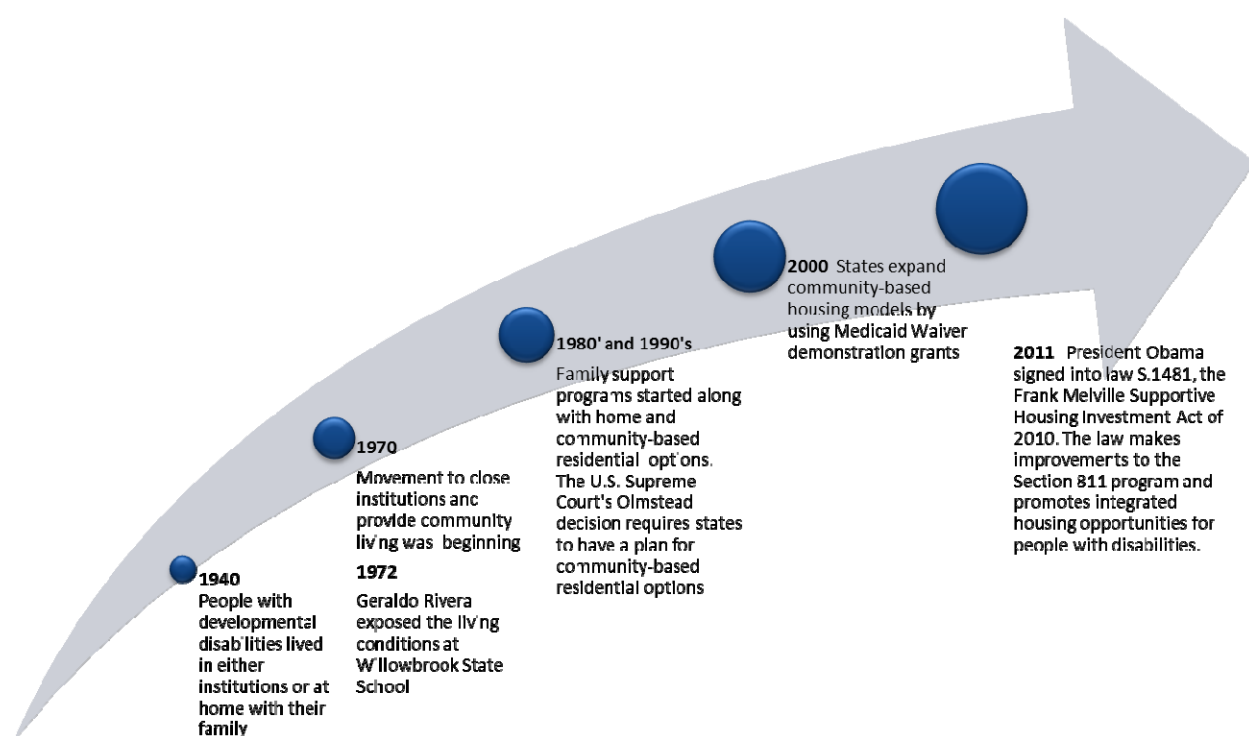 1940
People with
developmental
disabilities lived
in either
institutions or at
home with their
family
1970
Movement to close
institutions and
provide community
living was beginning
1972
Geraldo Rivera
exposed the living
conditions at
Willowbrook State
School
1980' and 1990's
Family support
programs started along
with home and
community-based
residential options.
The U.S. Supreme
Court's Olmstead
decision requires states
to have a plan for
community-based
residential options
2000 States expand
community-based
housing models by
using Medicaid Waiver
demonstration grants
2011 President Obama
signed into law S.1481, the
Frank Melville Supportive
Housing Investment Act of
2010. The law makes
improvements to the
Section 811 program and
promotes integrated
housing opportunities for
people with disabilities.